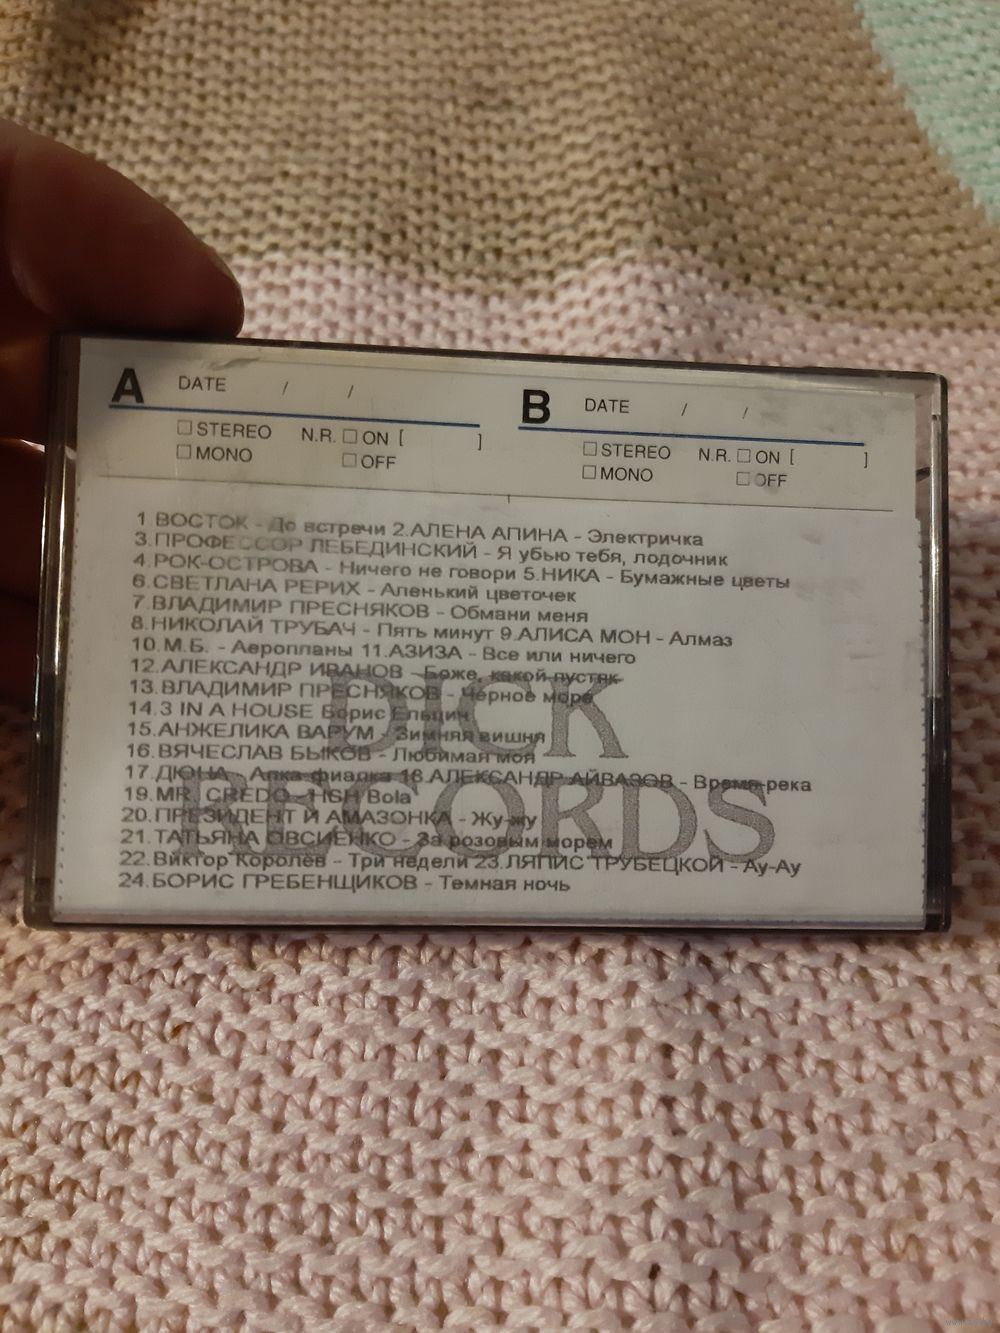 A DATE / /
STEREO N.R. ON [ ]
MONO OFF
B DATE / /
STEREO N.R. ON [ ]
MONO OFF
1 ВОСТОК - До встречи 2.АЛЕНА АПИНА - Электричка
3.ПРОФЕССОР ЛЕБЕДИНСКИЙ - Я убью тебя, лодочник
4.РОК-ОСТРОВА - Ничего не говори 5.НИКА - Бумажные цветы
6.СВЕТЛАНА РЕРИХ - Аленький цветочек
7.ВЛАДИМИР ПРЕСНЯКОВ - Обмани меня
8.НИКОЛАЙ ТРУБАЧ - Пять минут 9.АЛИСА МОН - Алмаз
10.М.Б. - Аеропланы 11.АЗИЗА - Все или ничего
12.АЛЕКСАНДР ИВАНОВ - Боже, какой пустяк
13.ВЛАДИМИР ПРЕСНЯКОВ - Черное море
14.3 IN A HOUSE Борис Ельцин
15.АНЖЕЛИКА ВАРУМ - Зимняя вишня
16.ВЯЧЕСЛАВ БЫКОВ - Любимая моя
17.ДЮНА - Алка фиалка 18.АЛЕКСАНДР АЙВАЗОВ - Время-река
19.MR. CREDO - HSH Bola
20.ПРЕЗИДЕНТ И АМАЗОНКА - Жу-жу
21.ТАТЬЯНА ОВСИЕНКО - За розовым морем
22.Виктор Королёв - Три недели 23.ЛЯПИС ТРУБЕЦКОЙ - Ау-Ау
24.БОРИС ГРЕБЕНЩИКОВ - Темная ночь
DICK
RECORDS